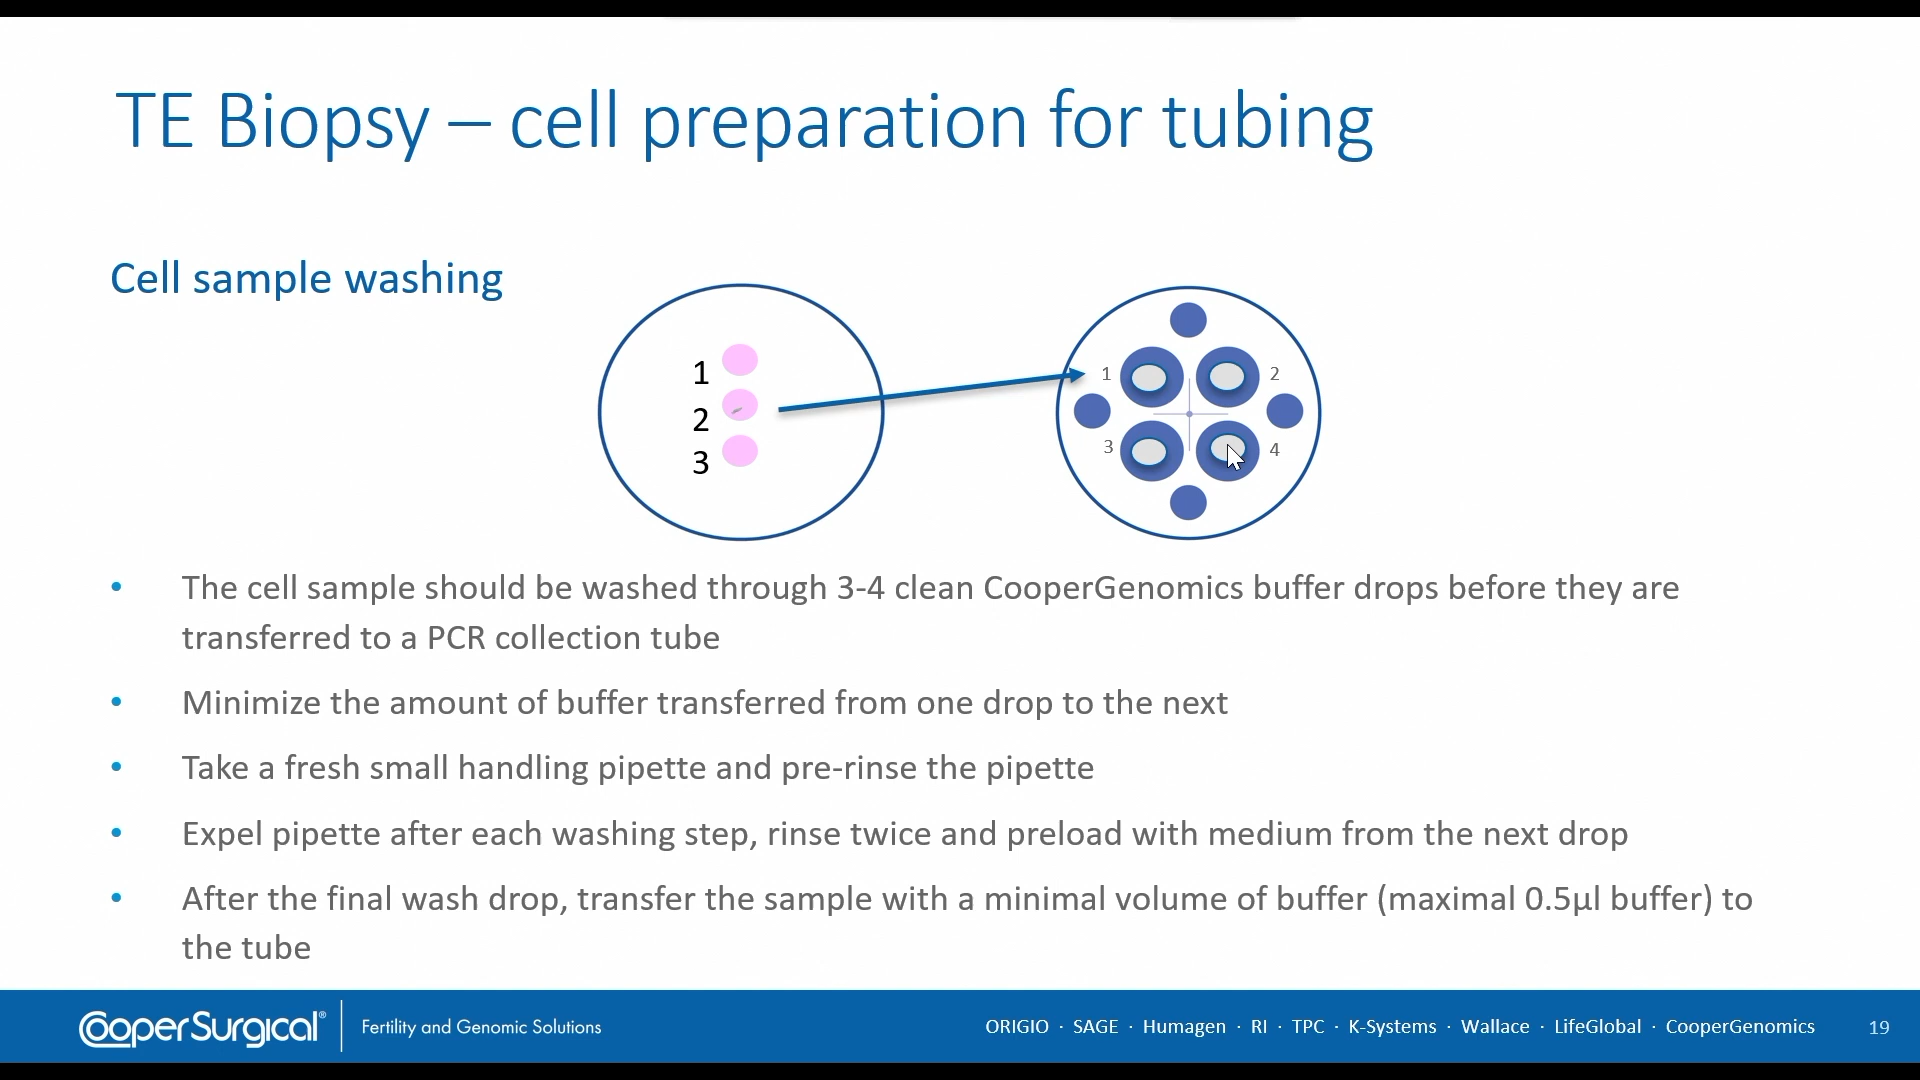 TE Biopsy – cell preparation for tubing
Cell sample washing
1
2
3
1
2
3
4
• The cell sample should be washed through 3-4 clean CooperGenomics buffer drops before they are
transferred to a PCR collection tube
• Minimize the amount of buffer transferred from one drop to the next
• Take a fresh small handling pipette and pre-rinse the pipette
• Expel pipette after each washing step, rinse twice and preload with medium from the next drop
• After the final wash drop, transfer the sample with a minimal volume of buffer (maximal 0.5µl buffer) to
the tube
CooperSurgical® Fertility and Genomic Solutions
ORIGIO · SAGE · Humagen · RI · TPC · K-Systems · Wallace · LifeGlobal · CooperGenomics 19